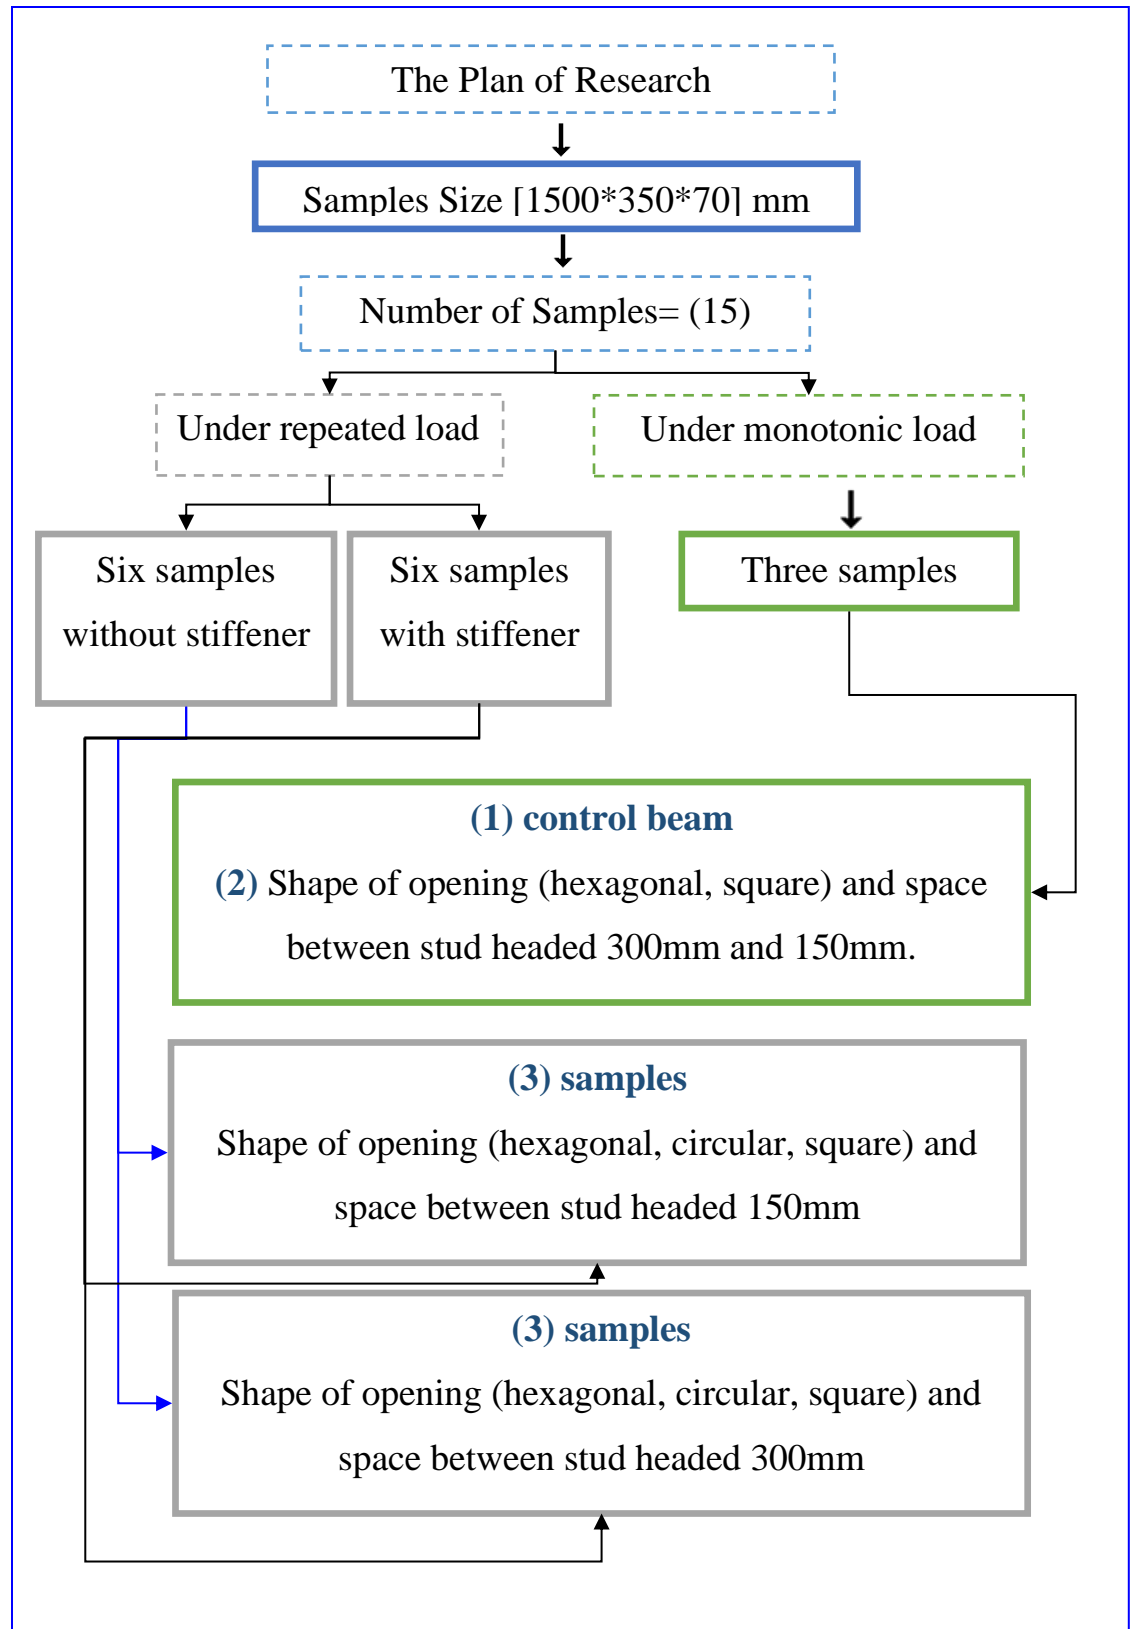 The Plan of Research
Samples Size [1500*350*70] mm
Number of Samples= (15)
Under repeated load
Under monotonic load
Six samples
without stiffener
Six samples
with stiffener
Three samples
(1) control beam
(2) Shape of opening (hexagonal, square) and space
between stud headed 300mm and 150mm.
(3) samples
Shape of opening (hexagonal, circular, square) and
space between stud headed 150mm
(3) samples
Shape of opening (hexagonal, circular, square) and
space between stud headed 300mm